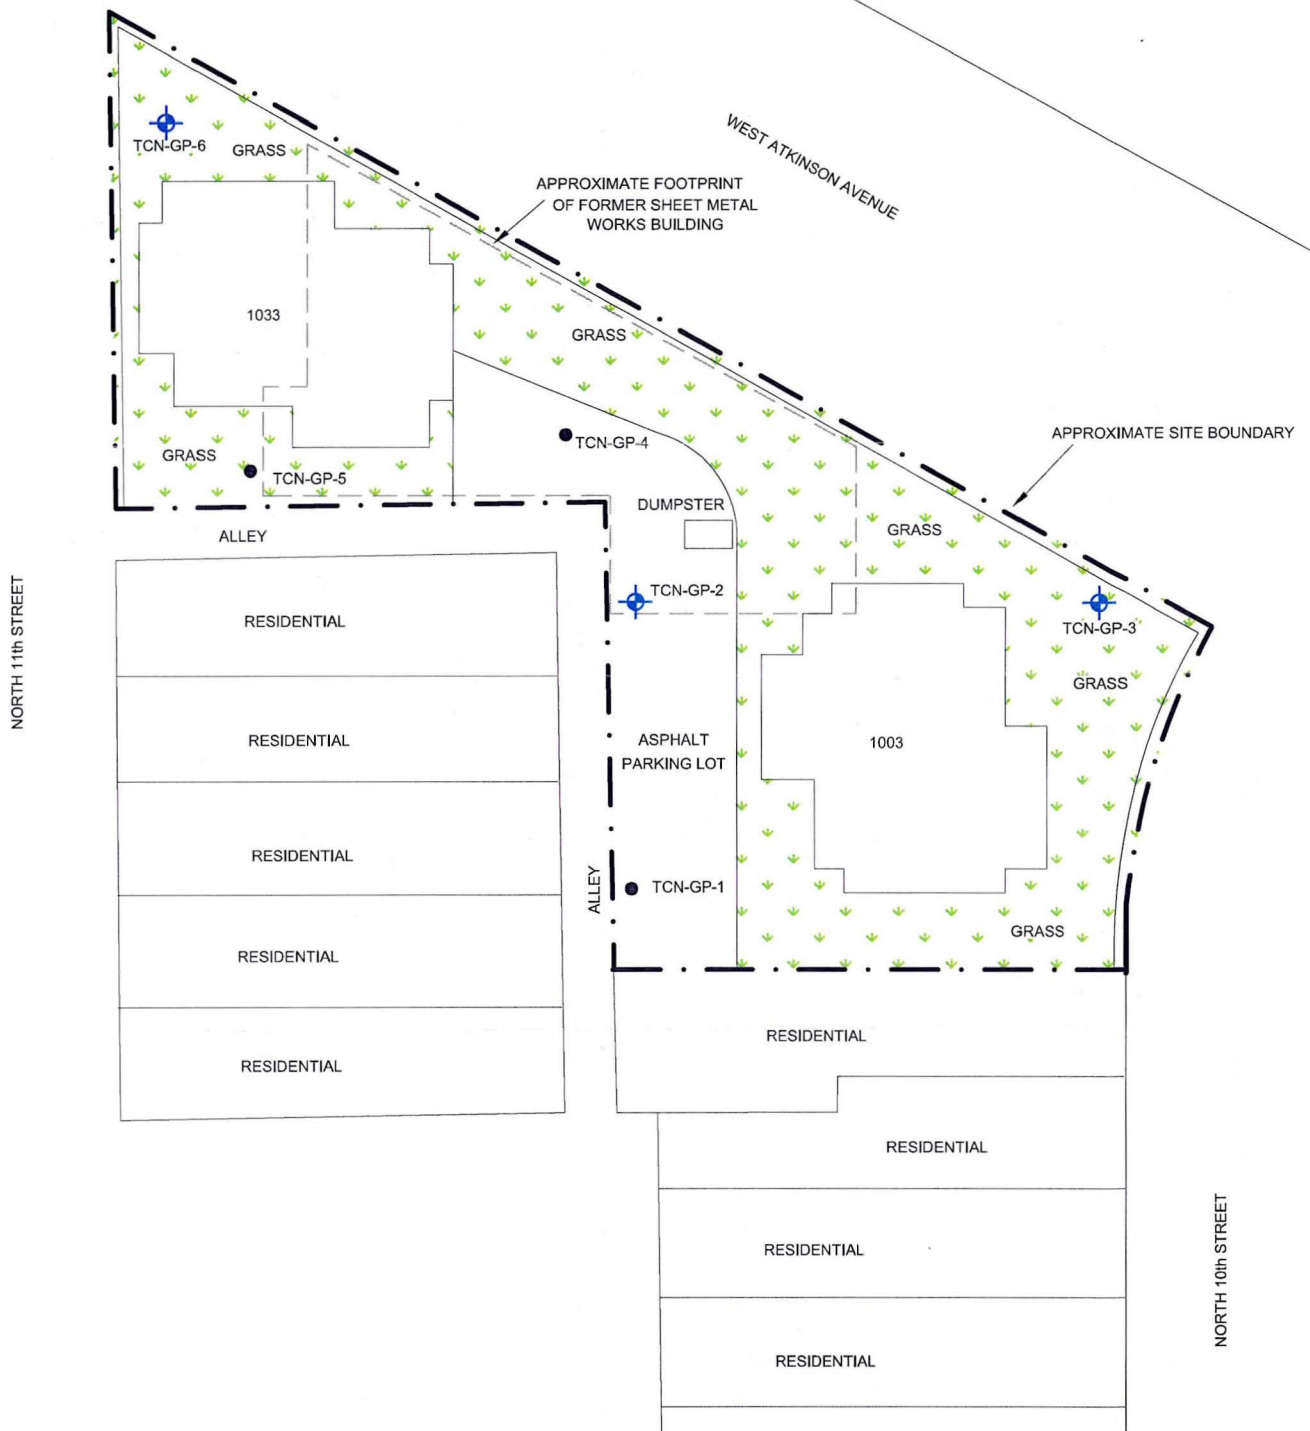 WEST ATKINSON AVENUE
TCN-GP-6
GRASS
APPROXIMATE FOOTPRINT
OF FORMER SHEET METAL
WORKS BUILDING
1033
GRASS
APPROXIMATE SITE BOUNDARY
TCN-GP-4
GRASS
TCN-GP-5
DUMPSTER
GRASS
ALLEY
TCN-GP-2
RESIDENTIAL
TCN-GP-3
NORTH 11th STREET
GRASS
RESIDENTIAL
ASPHALT
PARKING LOT
1003
RESIDENTIAL
ALLEY
TCN-GP-1
GRASS
RESIDENTIAL
RESIDENTIAL
RESIDENTIAL
RESIDENTIAL
RESIDENTIAL
NORTH 10th STREET
RESIDENTIAL